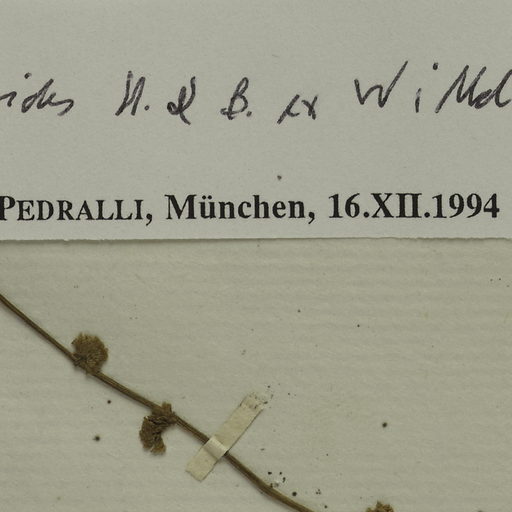 ides H. & B. ex Willd
PEDRALLI, München, 16.XII.1994